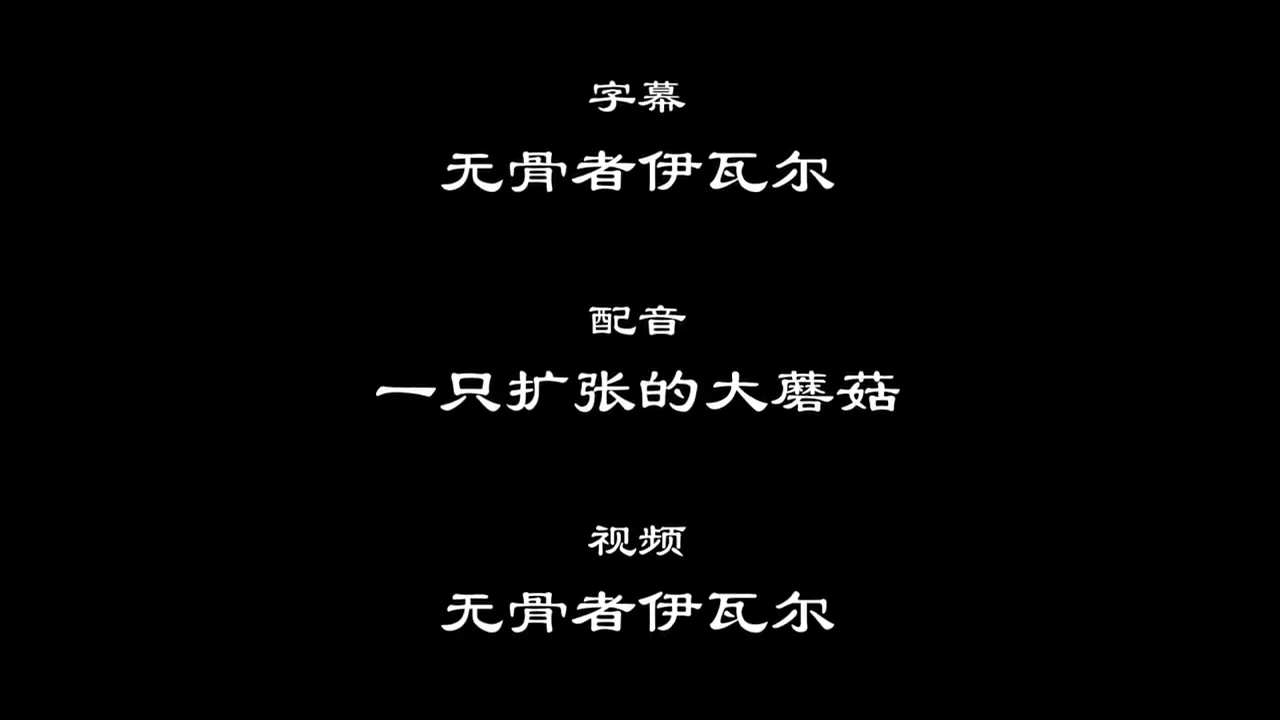 字幕
无骨者伊瓦尔
配音
一只扩张的大蘑菇
视频
无骨者伊瓦尔